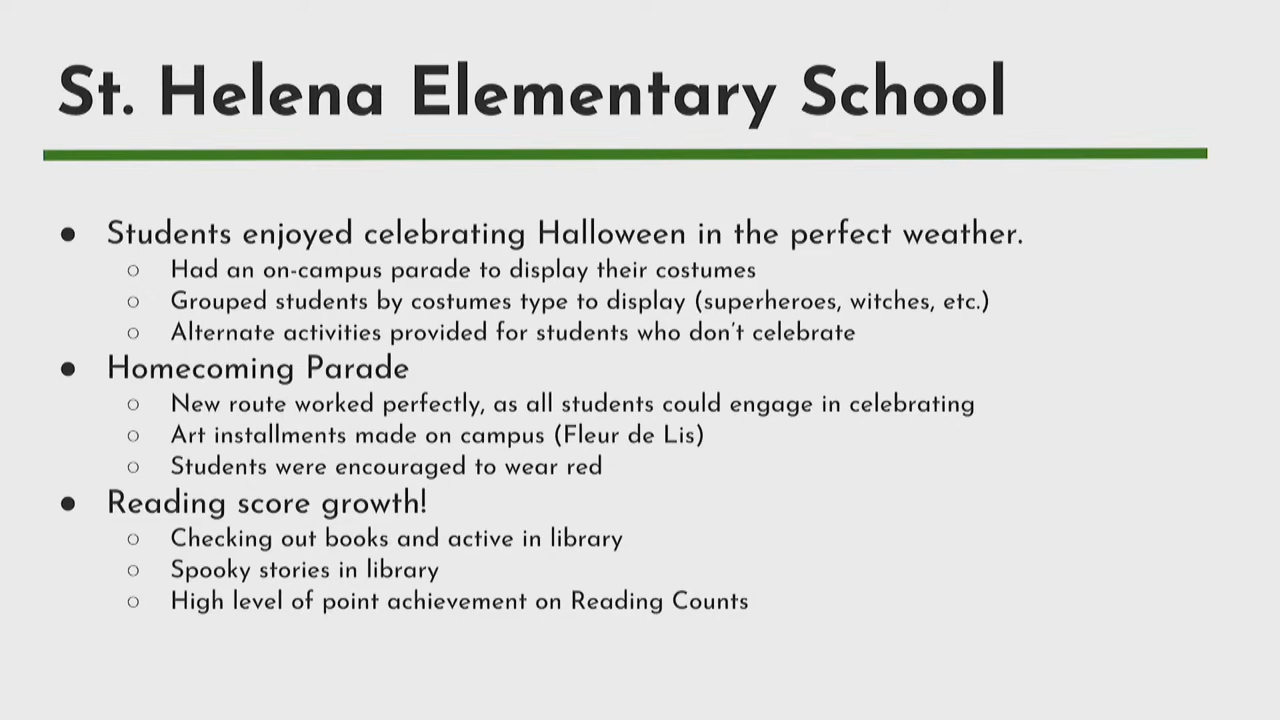 St. Helena Elementary School
● Students enjoyed celebrating Halloween in the perfect weather.
○ Had an on-campus parade to display their costumes
○ Grouped students by costumes type to display (superheroes, witches, etc.)
○ Alternate activities provided for students who don't celebrate
● Homecoming Parade
○ New route worked perfectly, as all students could engage in celebrating
○ Art installments made on campus (Fleur de Lis)
○ Students were encouraged to wear red
● Reading score growth!
○ Checking out books and active in library
○ Spooky stories in library
○ High level of point achievement on Reading Counts